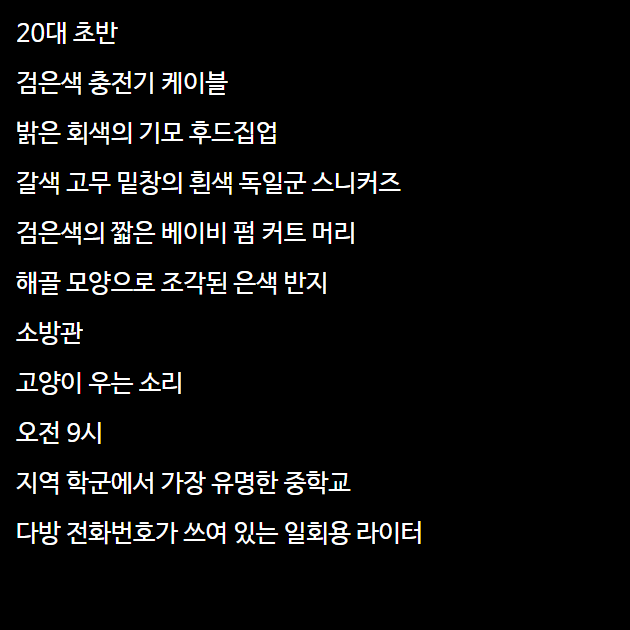 20대 초반
검은색 충전기 케이블
밝은 회색의 기모 후드집업
갈색 고무 밑창의 흰색 독일군 스니커즈
검은색의 짧은 베이비 펌 커트 머리
해골 모양으로 조각된 은색 반지
소방관
고양이 우는 소리
오전 9시
지역 학군에서 가장 유명한 중학교
다방 전화번호가 쓰여 있는 일회용 라이터